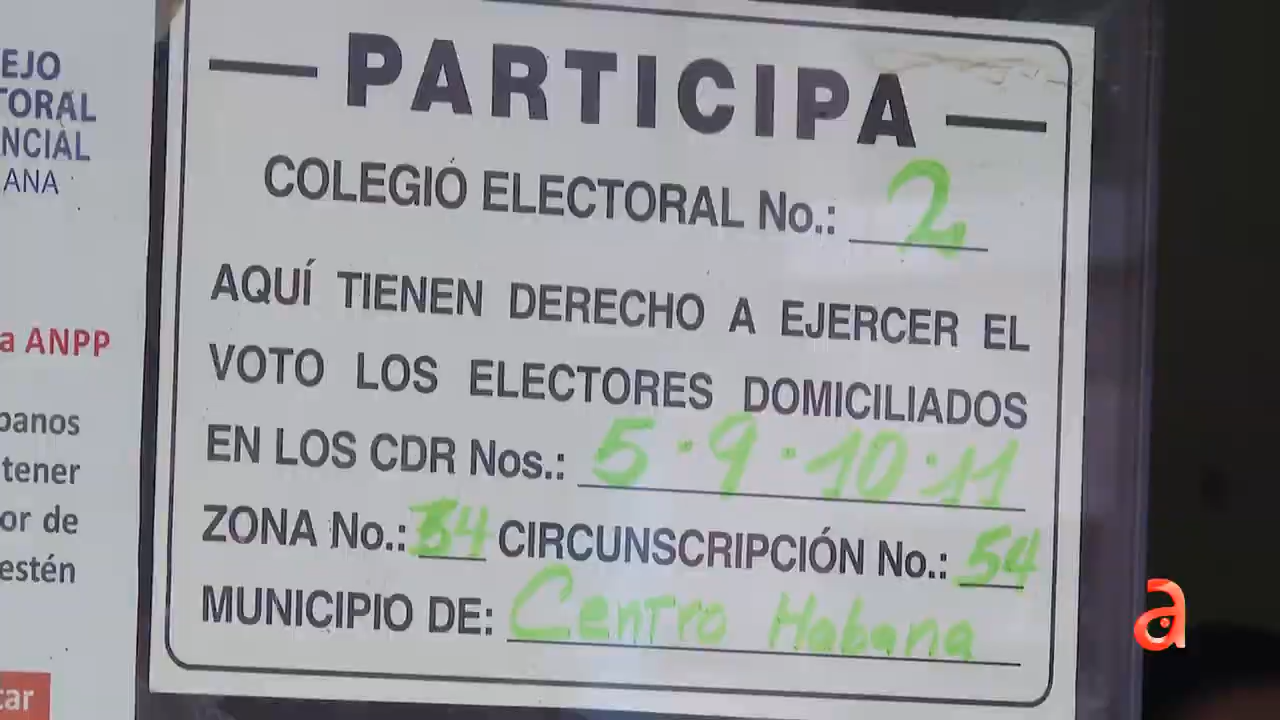 EJO
TORAL
NCIAL
ANA
a ANPP
banos
tener
or de
estén
car
— PARTICIPA —
COLEGIO ELECTORAL No.: 2
AQUÍ TIENEN DERECHO A EJERCER EL
VOTO LOS ELECTORES DOMICILIADOS
EN LOS CDR Nos.: 5 · 9 · 10 · 11
ZONA No.: CIRCUNSCRIPCIÓN No.: 54
MUNICIPIO DE: Centro Habana
a